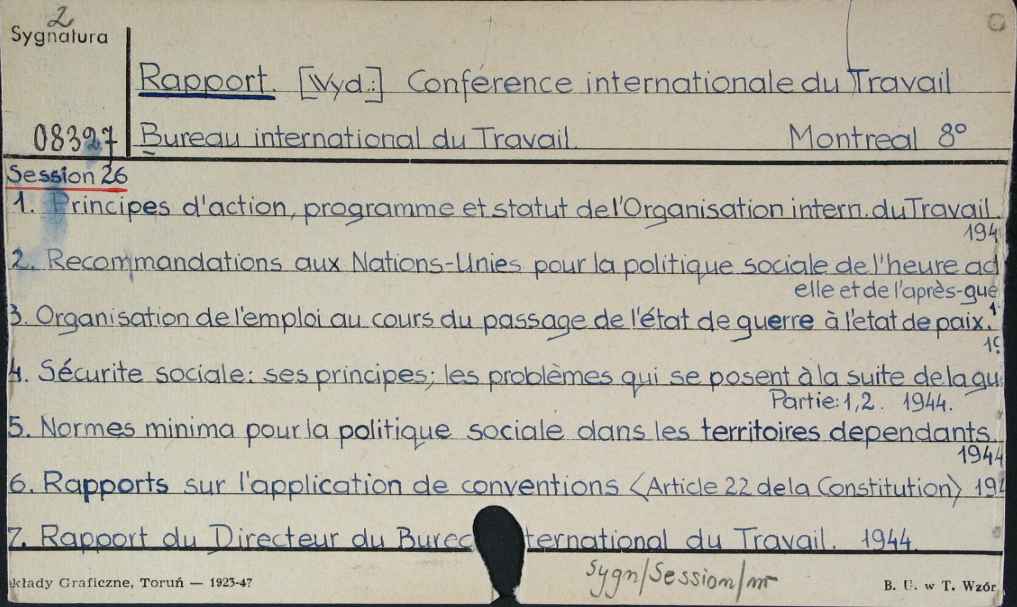 2
Sygnatura
Rapport. [Wyd.:] Conférence internationale du Travail
08327 Bureau international du Travail. Montreal 8°
Session 26
1. Principes d'action, programme et statut de l'Organisation intern. du Travail.
194
2. Recommandations aux Nations-Unies pour la politique sociale de l'heure ac
elle et de l'après-gue
3. Organisation de l'emploi au cours du passage de l'état de guerre à l'etat de paix. 1
19
4. Sécurite sociale: ses principes; les problèmes qui se posent à la suite de la gu
Partie: 1,2. 1944.
5. Normes minima pour la politique sociale dans les territoires dependants.
1944
6. Rapports sur l'application de conventions <Article 22 de la Constitution> 194
7. Rapport du Directeur du Burea ternational du Travail. 1944.
sygn/Session/nr
kłady Graficzne, Toruń — 1923-47 B. U. w T. Wzór